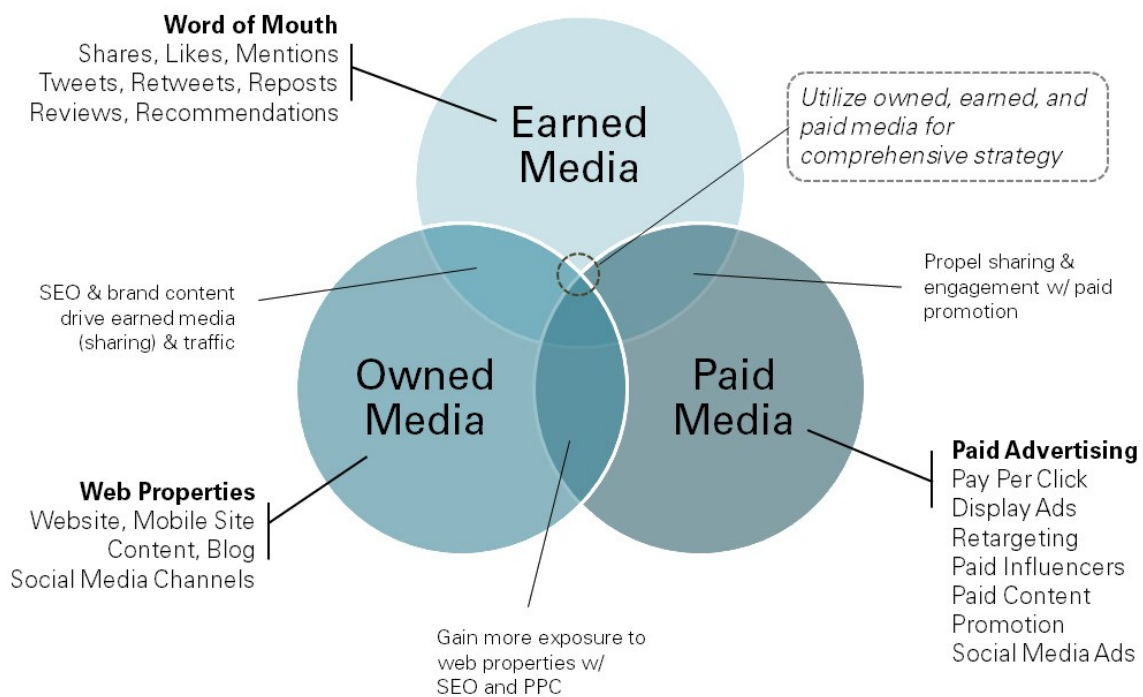 Word of Mouth
Shares, Likes, Mentions
Tweets, Retweets, Reposts
Reviews, Recommendations
Earned
Media
Utilize owned, earned, and
paid media for
comprehensive strategy
SEO & brand content
drive earned media
(sharing) & traffic
Propel sharing &
engagement w/ paid
promotion
Owned
Media
Paid
Media
Web Properties
Website, Mobile Site
Content, Blog
Social Media Channels
Paid Advertising
Pay Per Click
Display Ads
Retargeting
Paid Influencers
Paid Content
Promotion
Social Media Ads
Gain more exposure to
web properties w/
SEO and PPC